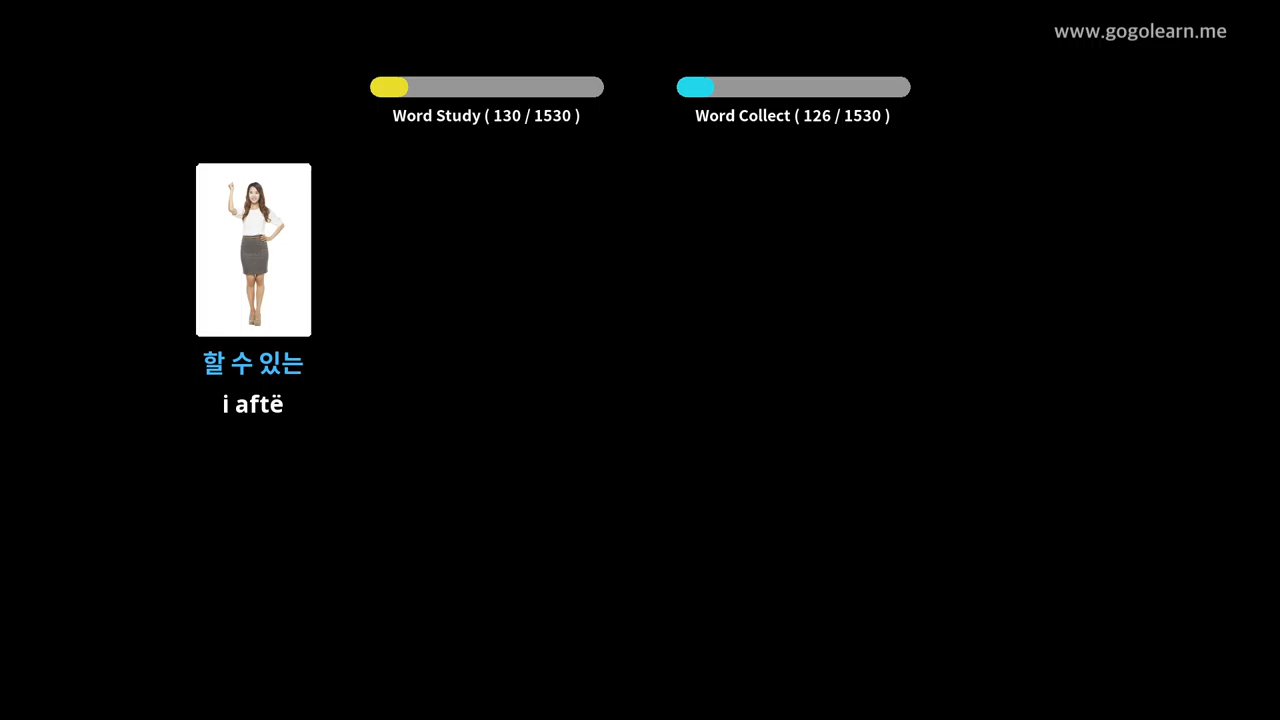 www.gogolearn.me
Word Study ( 130 / 1530 )
Word Collect ( 126 / 1530 )
할 수 있는
i aftë